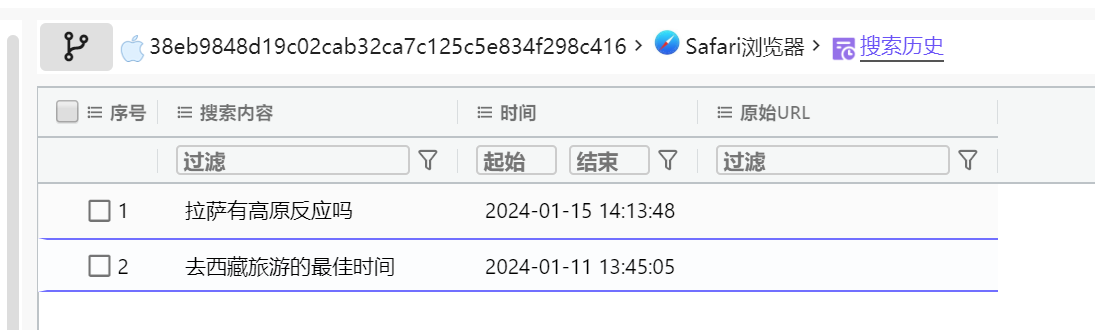 38eb9848d19c02cab32ca7c125c5e834f298c416 > Safari浏览器 > 搜索历史
序号 搜索内容 时间 原始URL
过滤 起始 结束 过滤
1 拉萨有高原反应吗 2024-01-15 14:13:48
2 去西藏旅游的最佳时间 2024-01-11 13:45:05